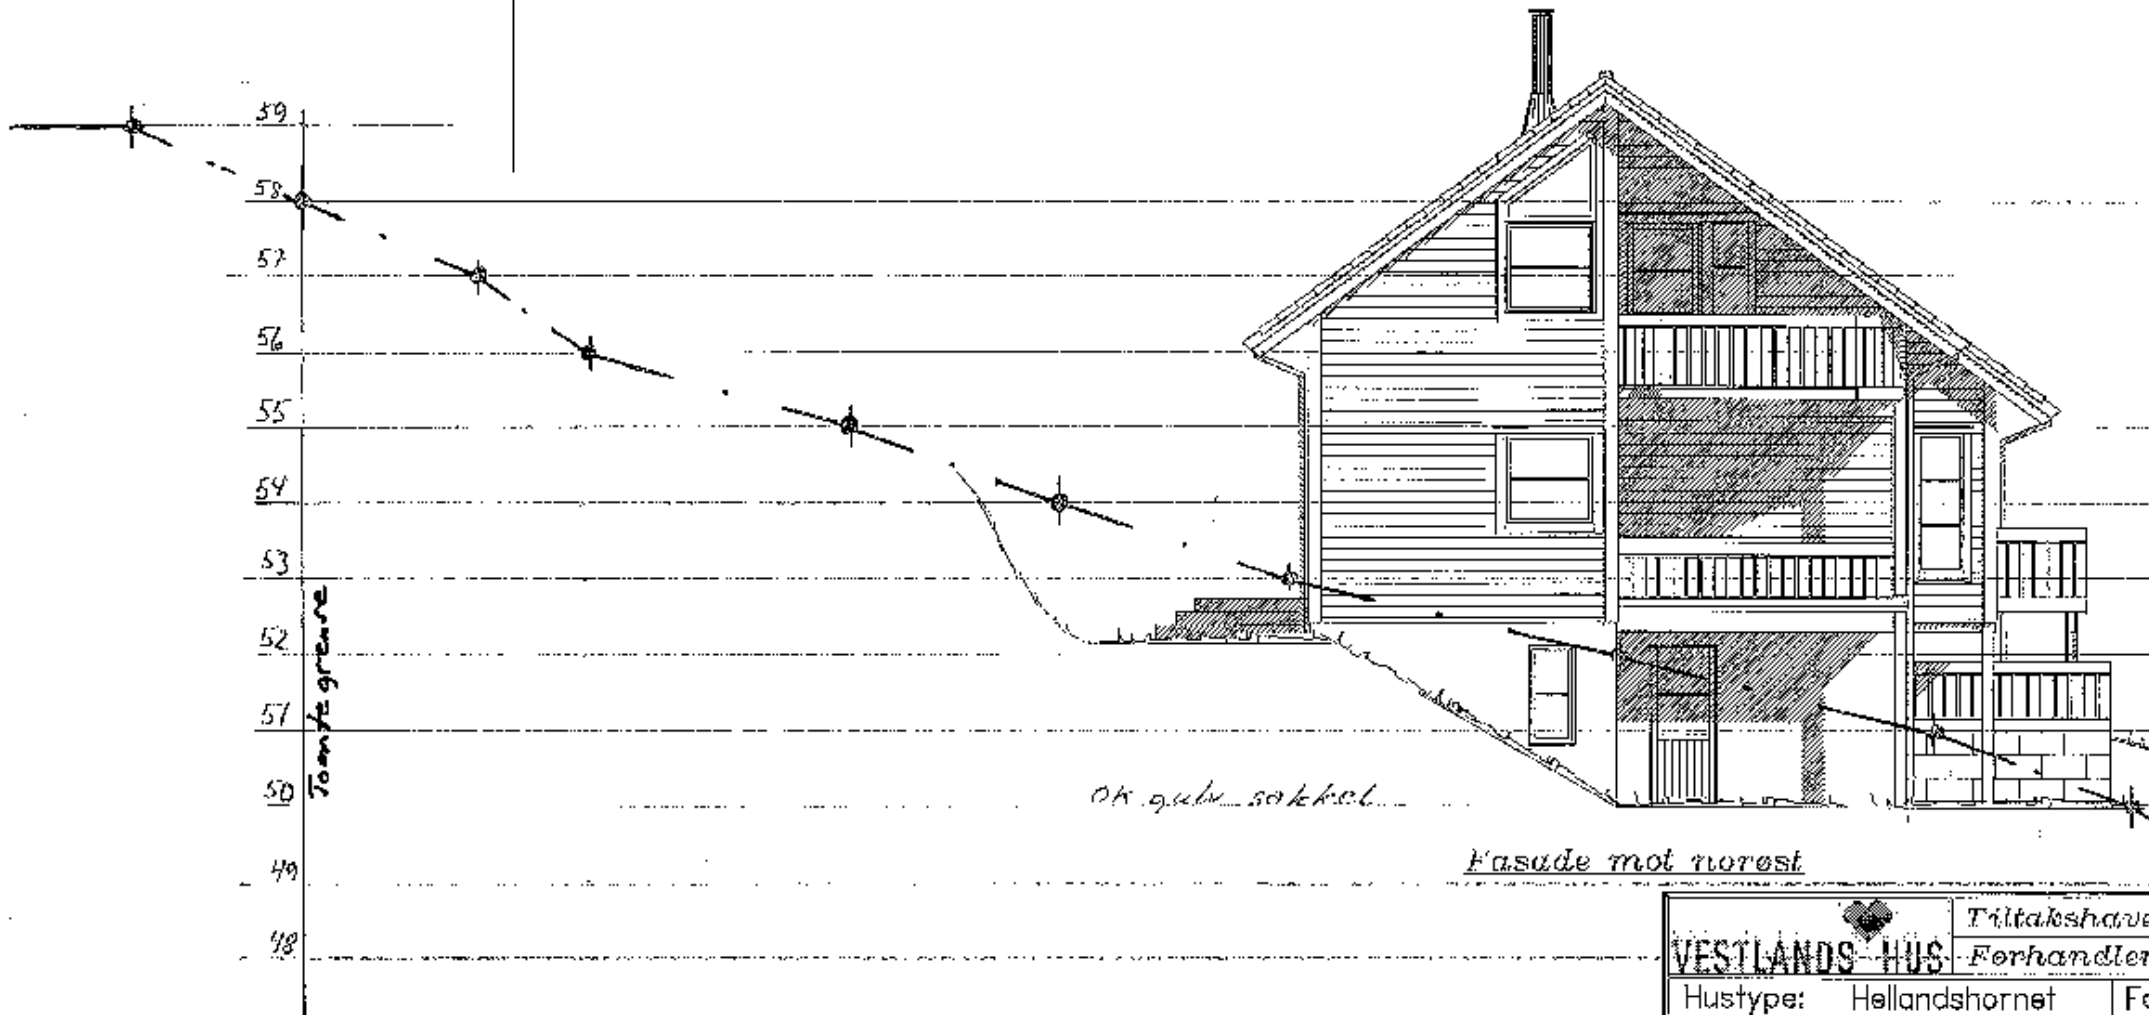 59
58
57
56
55
54
53
52
51
50
49
48
Tomtegrense
OK gulv sokkel
Fasade mot norøst
VESTLANDS HUS
Tiltakshave
Forhandler
Hustype: Hellandshornet
Fa